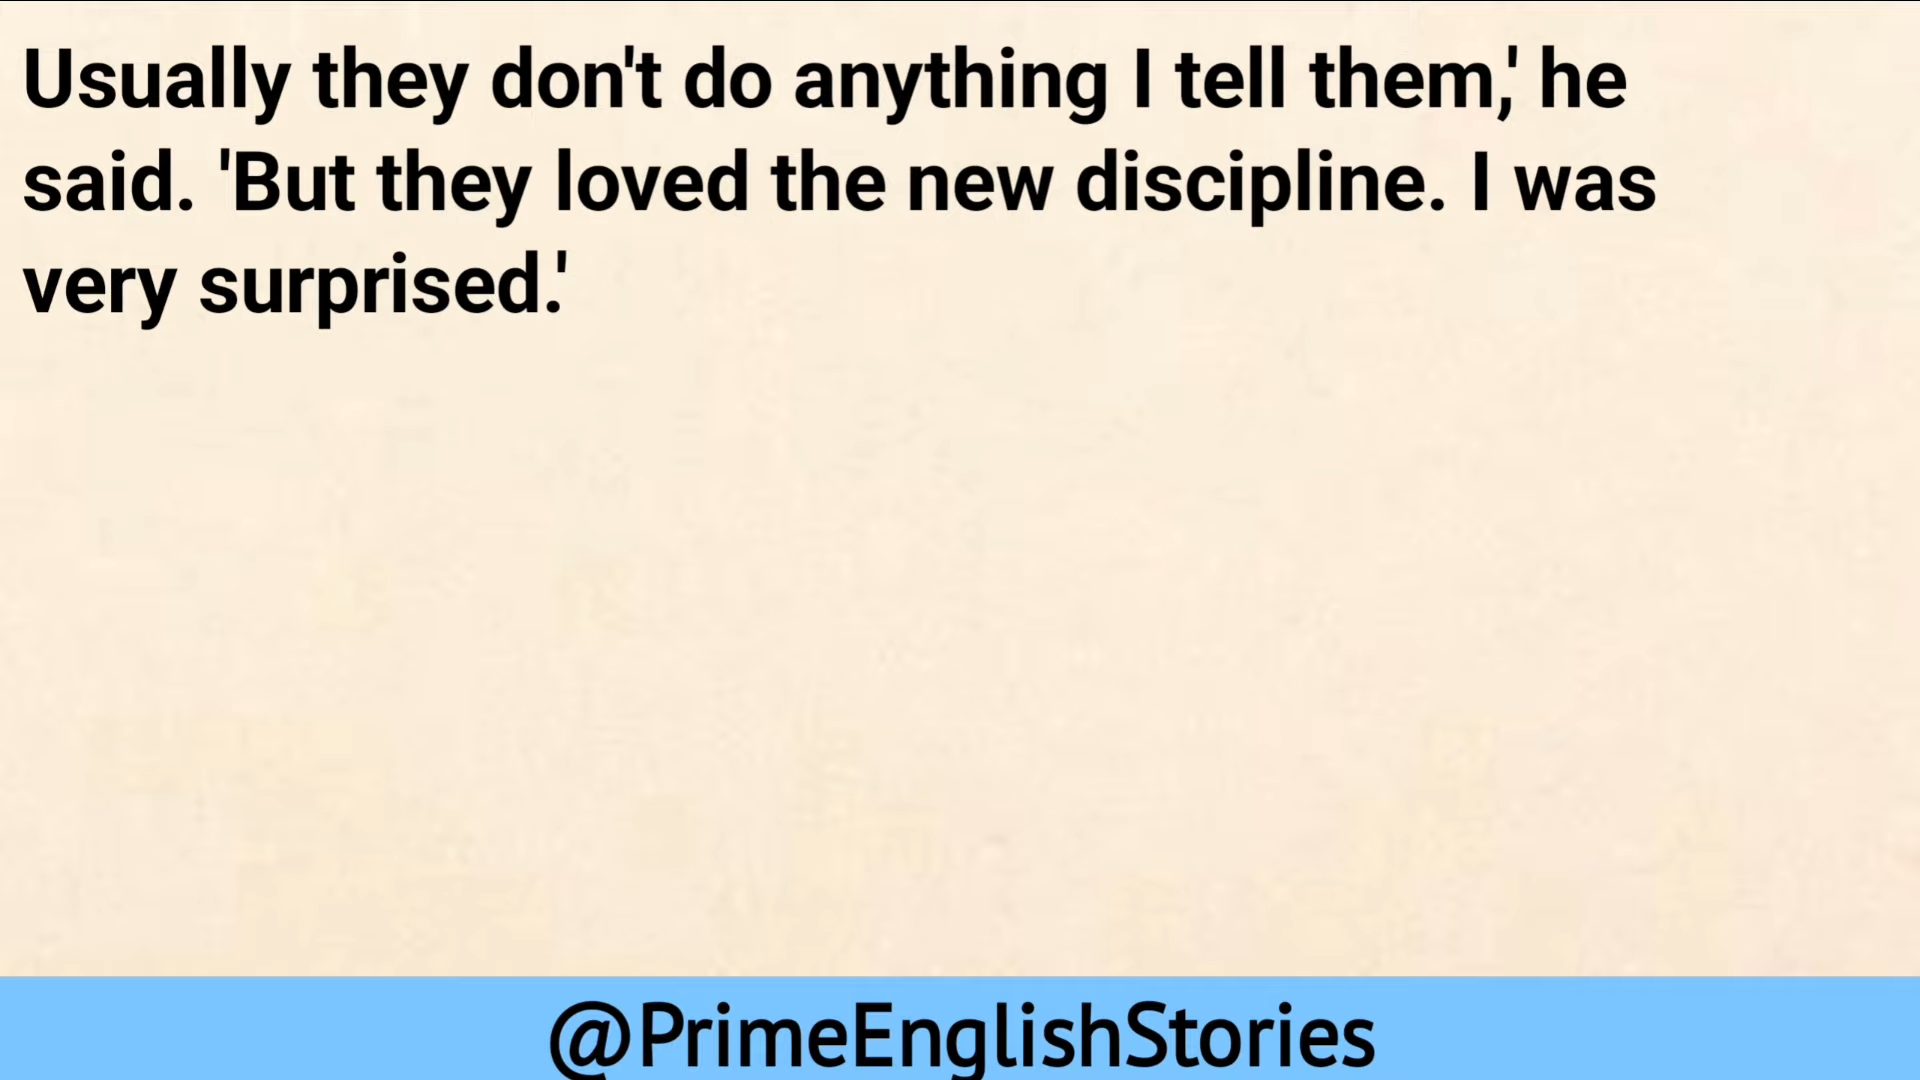 Usually they don't do anything I tell them,' he
said. 'But they loved the new discipline. I was
very surprised.'
@PrimeEnglishStories